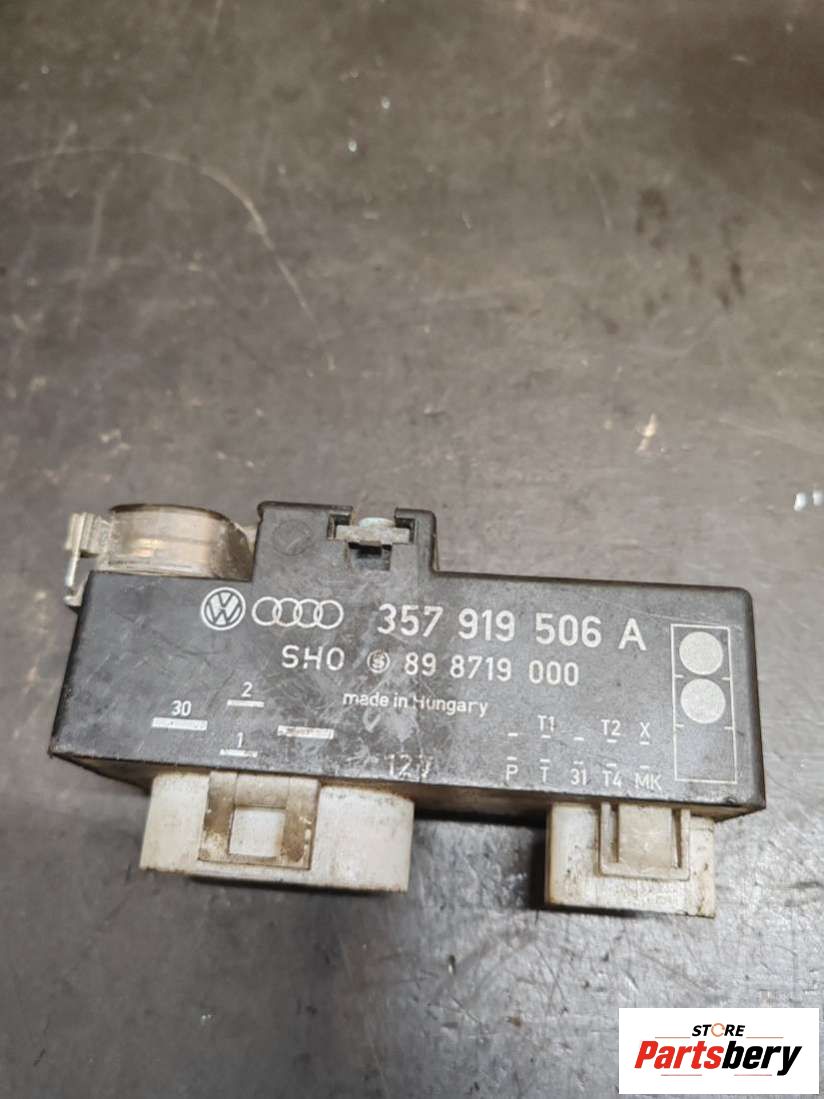 357 919 506 A
SHO S 89 8719 000
made in Hungary
30
2
1
12V
T1 T2 X
P T 31 T4 MK
STORE
Partsbery